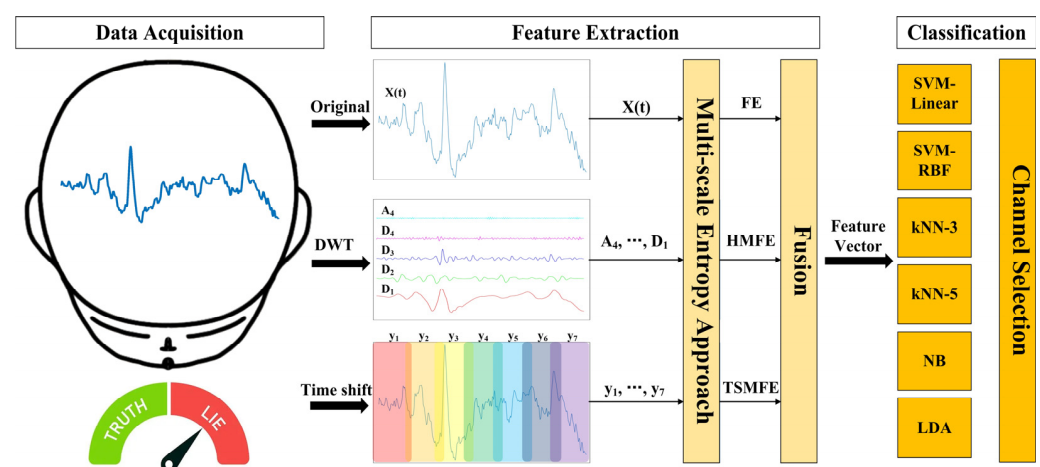 Data Acquisition
Feature Extraction
Classification
Original
X(t)
X(t)
FE
DWT
A4
D4
D3
D2
D1
A4, ···, D1
HMFE
Time shift
y1 y2 y3 y4 y5 y6 y7
y1, ···, y7
TSMFE
Multi-scale Entropy Approach
Fusion
Feature
Vector
SVM-
Linear
SVM-
RBF
kNN-3
kNN-5
NB
LDA
Channel Selection
TRUTH
LIE